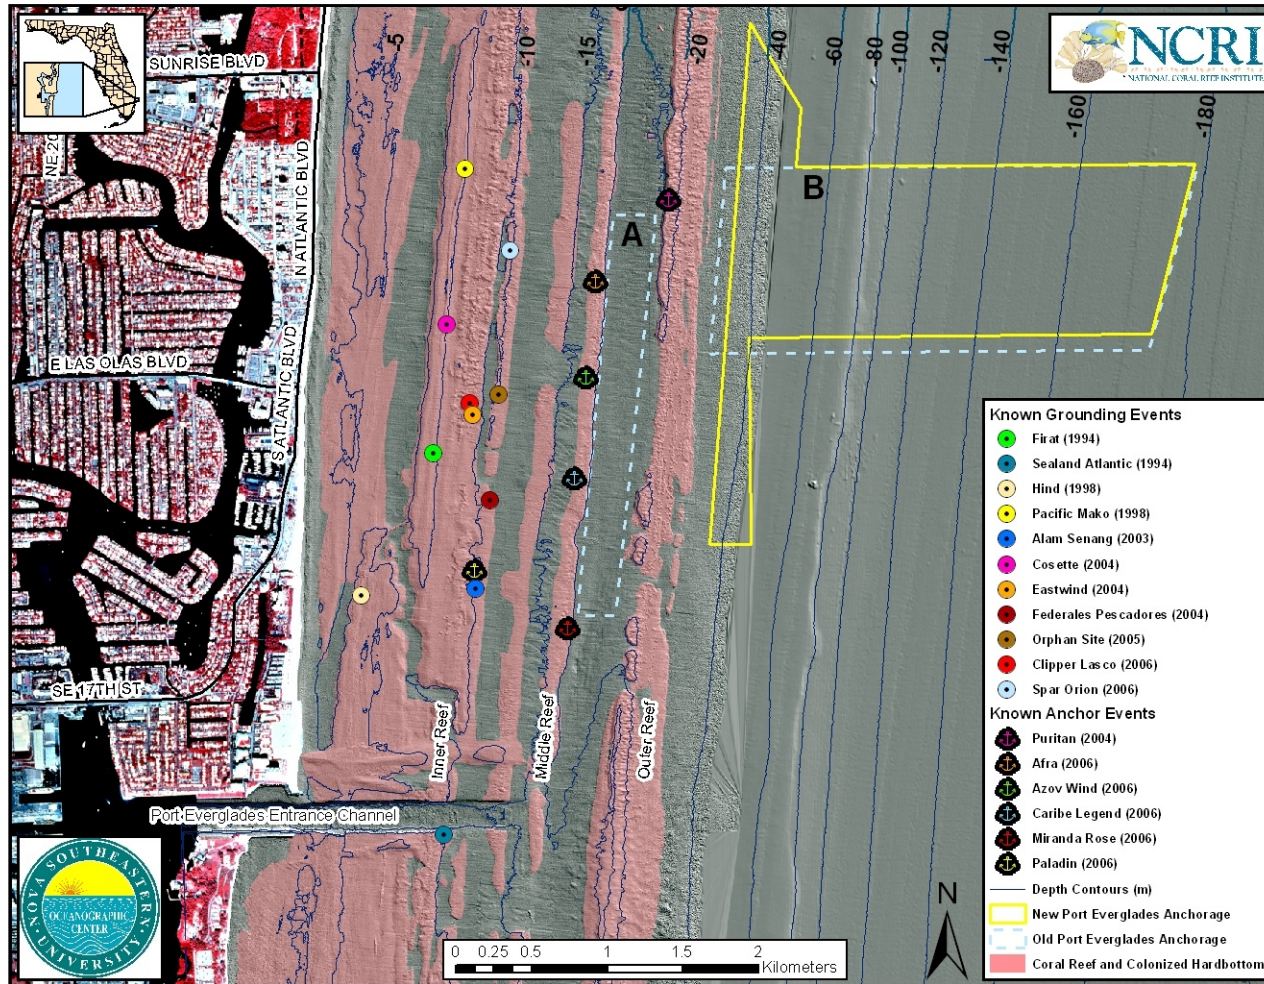 SUNRISE BLVD
NE 20
N ATLANTIC BLVD
E LAS OLAS BLVD
S ATLANTIC BLVD
SE 17TH ST
Port Everglades Entrance Channel
Inner Reef
Middle Reef
Outer Reef
-5
-10
-15
-20
-40
-60
-80
-100
-120
-140
-160
-180
A
B
NCRI
NATIONAL CORAL REEF INSTITUTE
Known Grounding Events
Firat (1994)
Sealand Atlantic (1994)
Hind (1998)
Pacific Mako (1998)
Alam Senang (2003)
Cosette (2004)
Eastwind (2004)
Federales Pescadores (2004)
Orphan Site (2005)
Clipper Lasco (2006)
Spar Orion (2006)
Known Anchor Events
Puritan (2004)
Afra (2006)
Azov Wind (2006)
Caribe Legend (2006)
Miranda Rose (2006)
Paladin (2006)
Depth Contours (m)
New Port Everglades Anchorage
Old Port Everglades Anchorage
Coral Reef and Colonized Hardbottom
N
0 0.25 0.5 1 1.5 2
Kilometers
NOVA SOUTHEASTERN UNIVERSITY
OCEANOGRAPHIC
CENTER